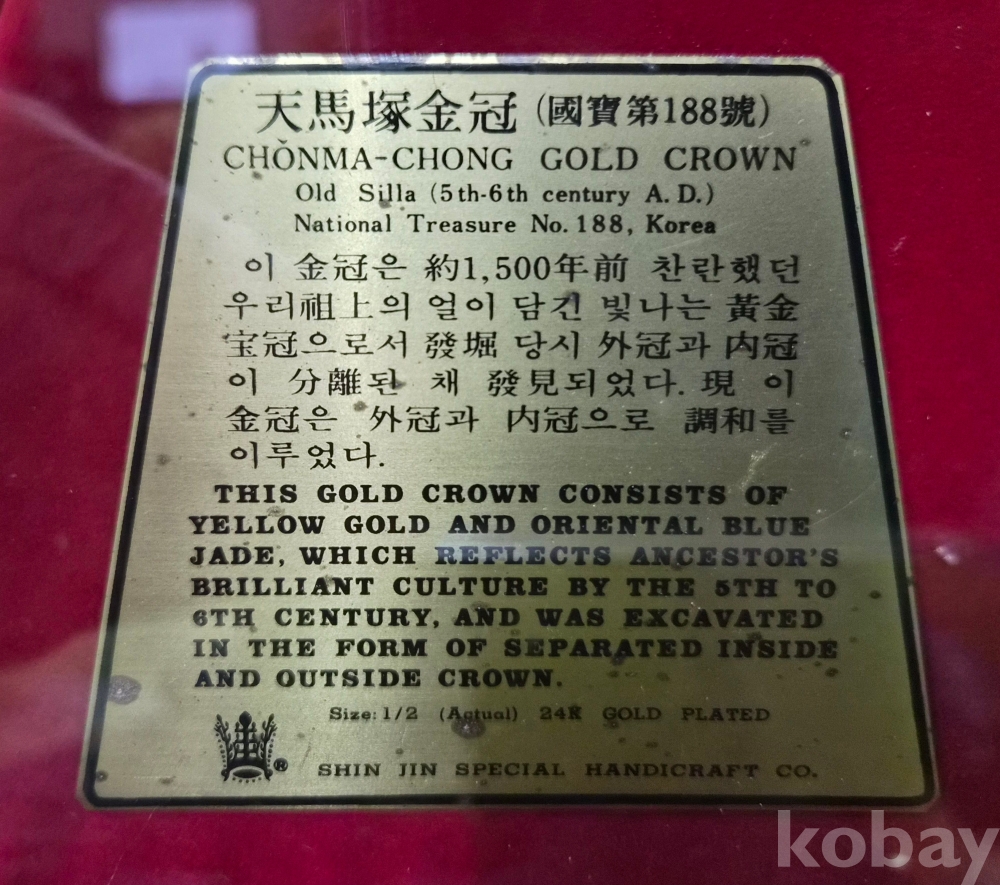 天馬塚金冠 (國寶第188號)
CHŎNMA-CHONG GOLD CROWN
Old Silla (5th-6th century A.D.)
National Treasure No.188, Korea
이 金冠은 約1,500年前 찬란했던
우리祖上의 얼이 담긴 빛나는 黃金
宝冠으로서 發堀 당시 外冠과 内冠
이 分離된 채 發見되었다. 現 이
金冠은 外冠과 内冠으로 調和를
이루었다.
THIS GOLD CROWN CONSISTS OF
YELLOW GOLD AND ORIENTAL BLUE
JADE, WHICH REFLECTS ANCESTOR'S
BRILLIANT CULTURE BY THE 5TH TO
6TH CENTURY, AND WAS EXCAVATED
IN THE FORM OF SEPARATED INSIDE
AND OUTSIDE CROWN.
Size: 1/2 (Actual) 24K GOLD PLATED
® SHIN JIN SPECIAL HANDICRAFT CO.
kobay